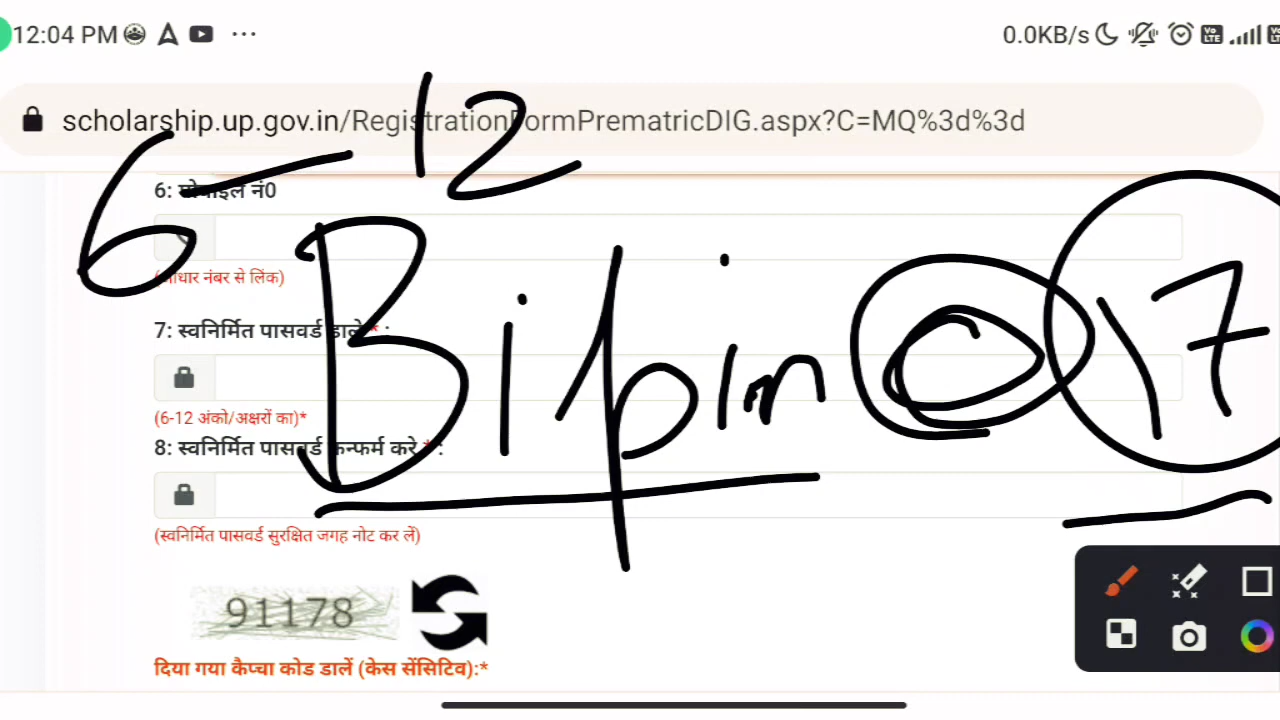 12:04 PM ... 0.0KB/s Vo LTE
scholarship.up.gov.in/RegistrationFormPrematricDIG.aspx?C=MQ%3d%3d
6 - 12
6: मोबाइल नं0
(आधार नंबर से लिंक)
Bipin @ 17
7: स्वनिर्मित पासवर्ड डाले * :
(6-12 अंको/अक्षरों का)*
8: स्वनिर्मित पासवर्ड कन्फर्म करे * :
(स्वनिर्मित पासवर्ड सुरक्षित जगह नोट कर लें)
91178
दिया गया कैप्चा कोड डालें (केस सेंसिटिव):*